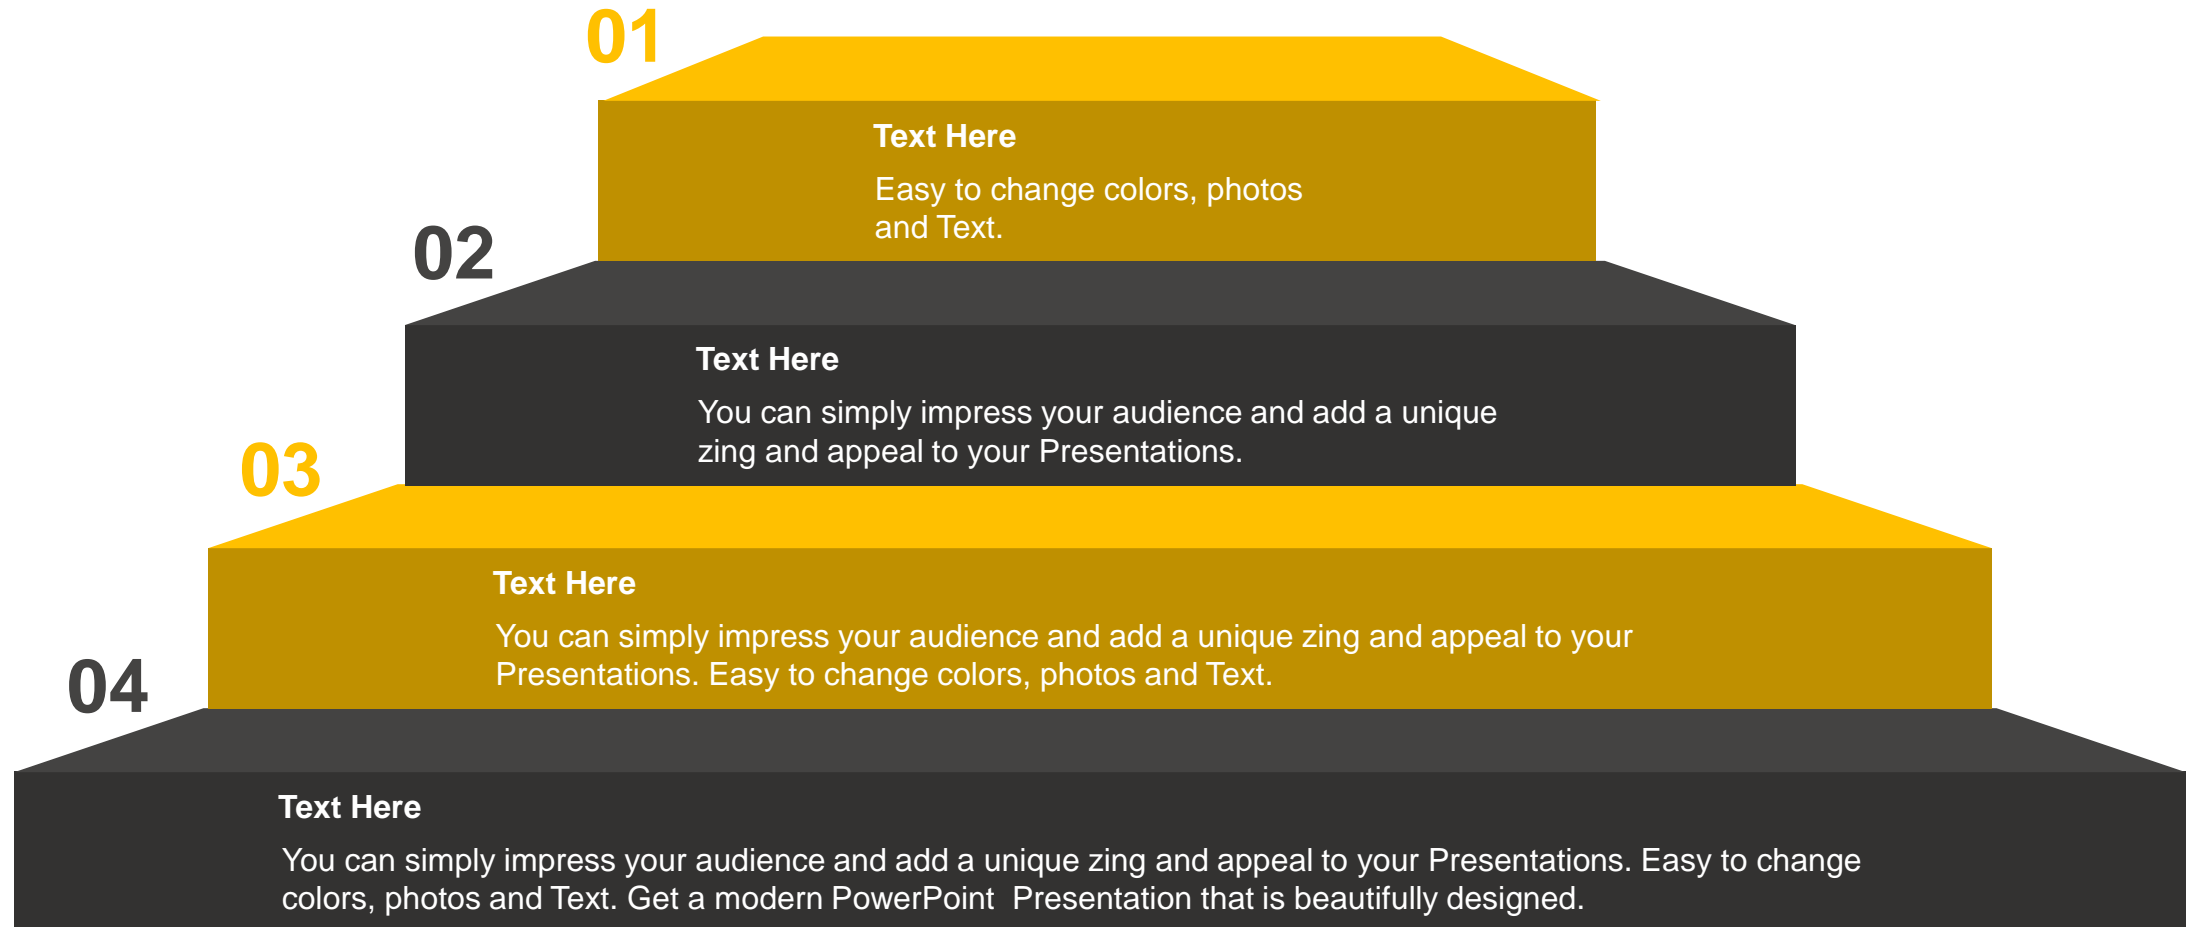 01
Text Here
Easy to change colors, photos
and Text.
02
Text Here
You can simply impress your audience and add a unique
zing and appeal to your Presentations.
03
Text Here
You can simply impress your audience and add a unique zing and appeal to your
Presentations. Easy to change colors, photos and Text.
04
Text Here
You can simply impress your audience and add a unique zing and appeal to your Presentations. Easy to change
colors, photos and Text. Get a modern PowerPoint  Presentation that is beautifully designed.